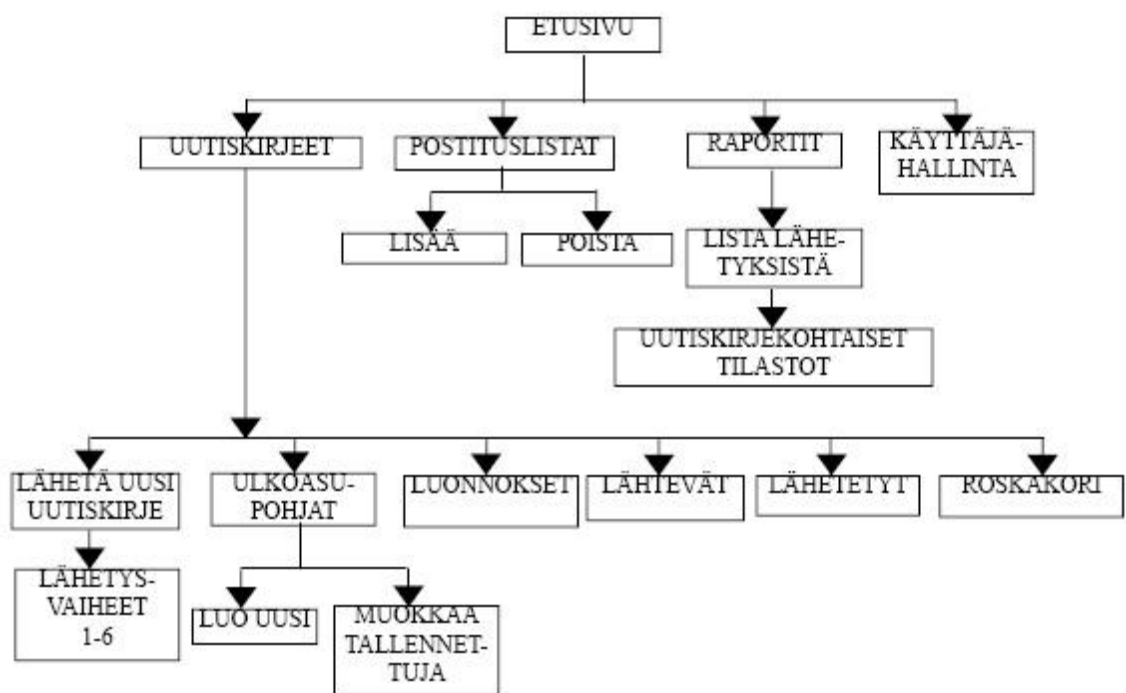 ETUSIVU
UUTISKIRJEET
POSTITUSLISTAT
RAPORTIT
KÄYTTÄJÄ-
HALLINTA
LISÄÄ
POISTA
LISTA LÄHE-
TYKSISTÄ
UUTISKIRJEKOHTAISET
TILASTOT
LÄHETÄ UUSI
UUTISKIRJE
ULKOASU-
POHJAT
LUONNOKSET
LÄHTEVÄT
LÄHETETYT
ROSKAKORI
LÄHETYS-
VAIHEET
1-6
LUO UUSI
MUOKKAA
TALLENNET-
TUJA